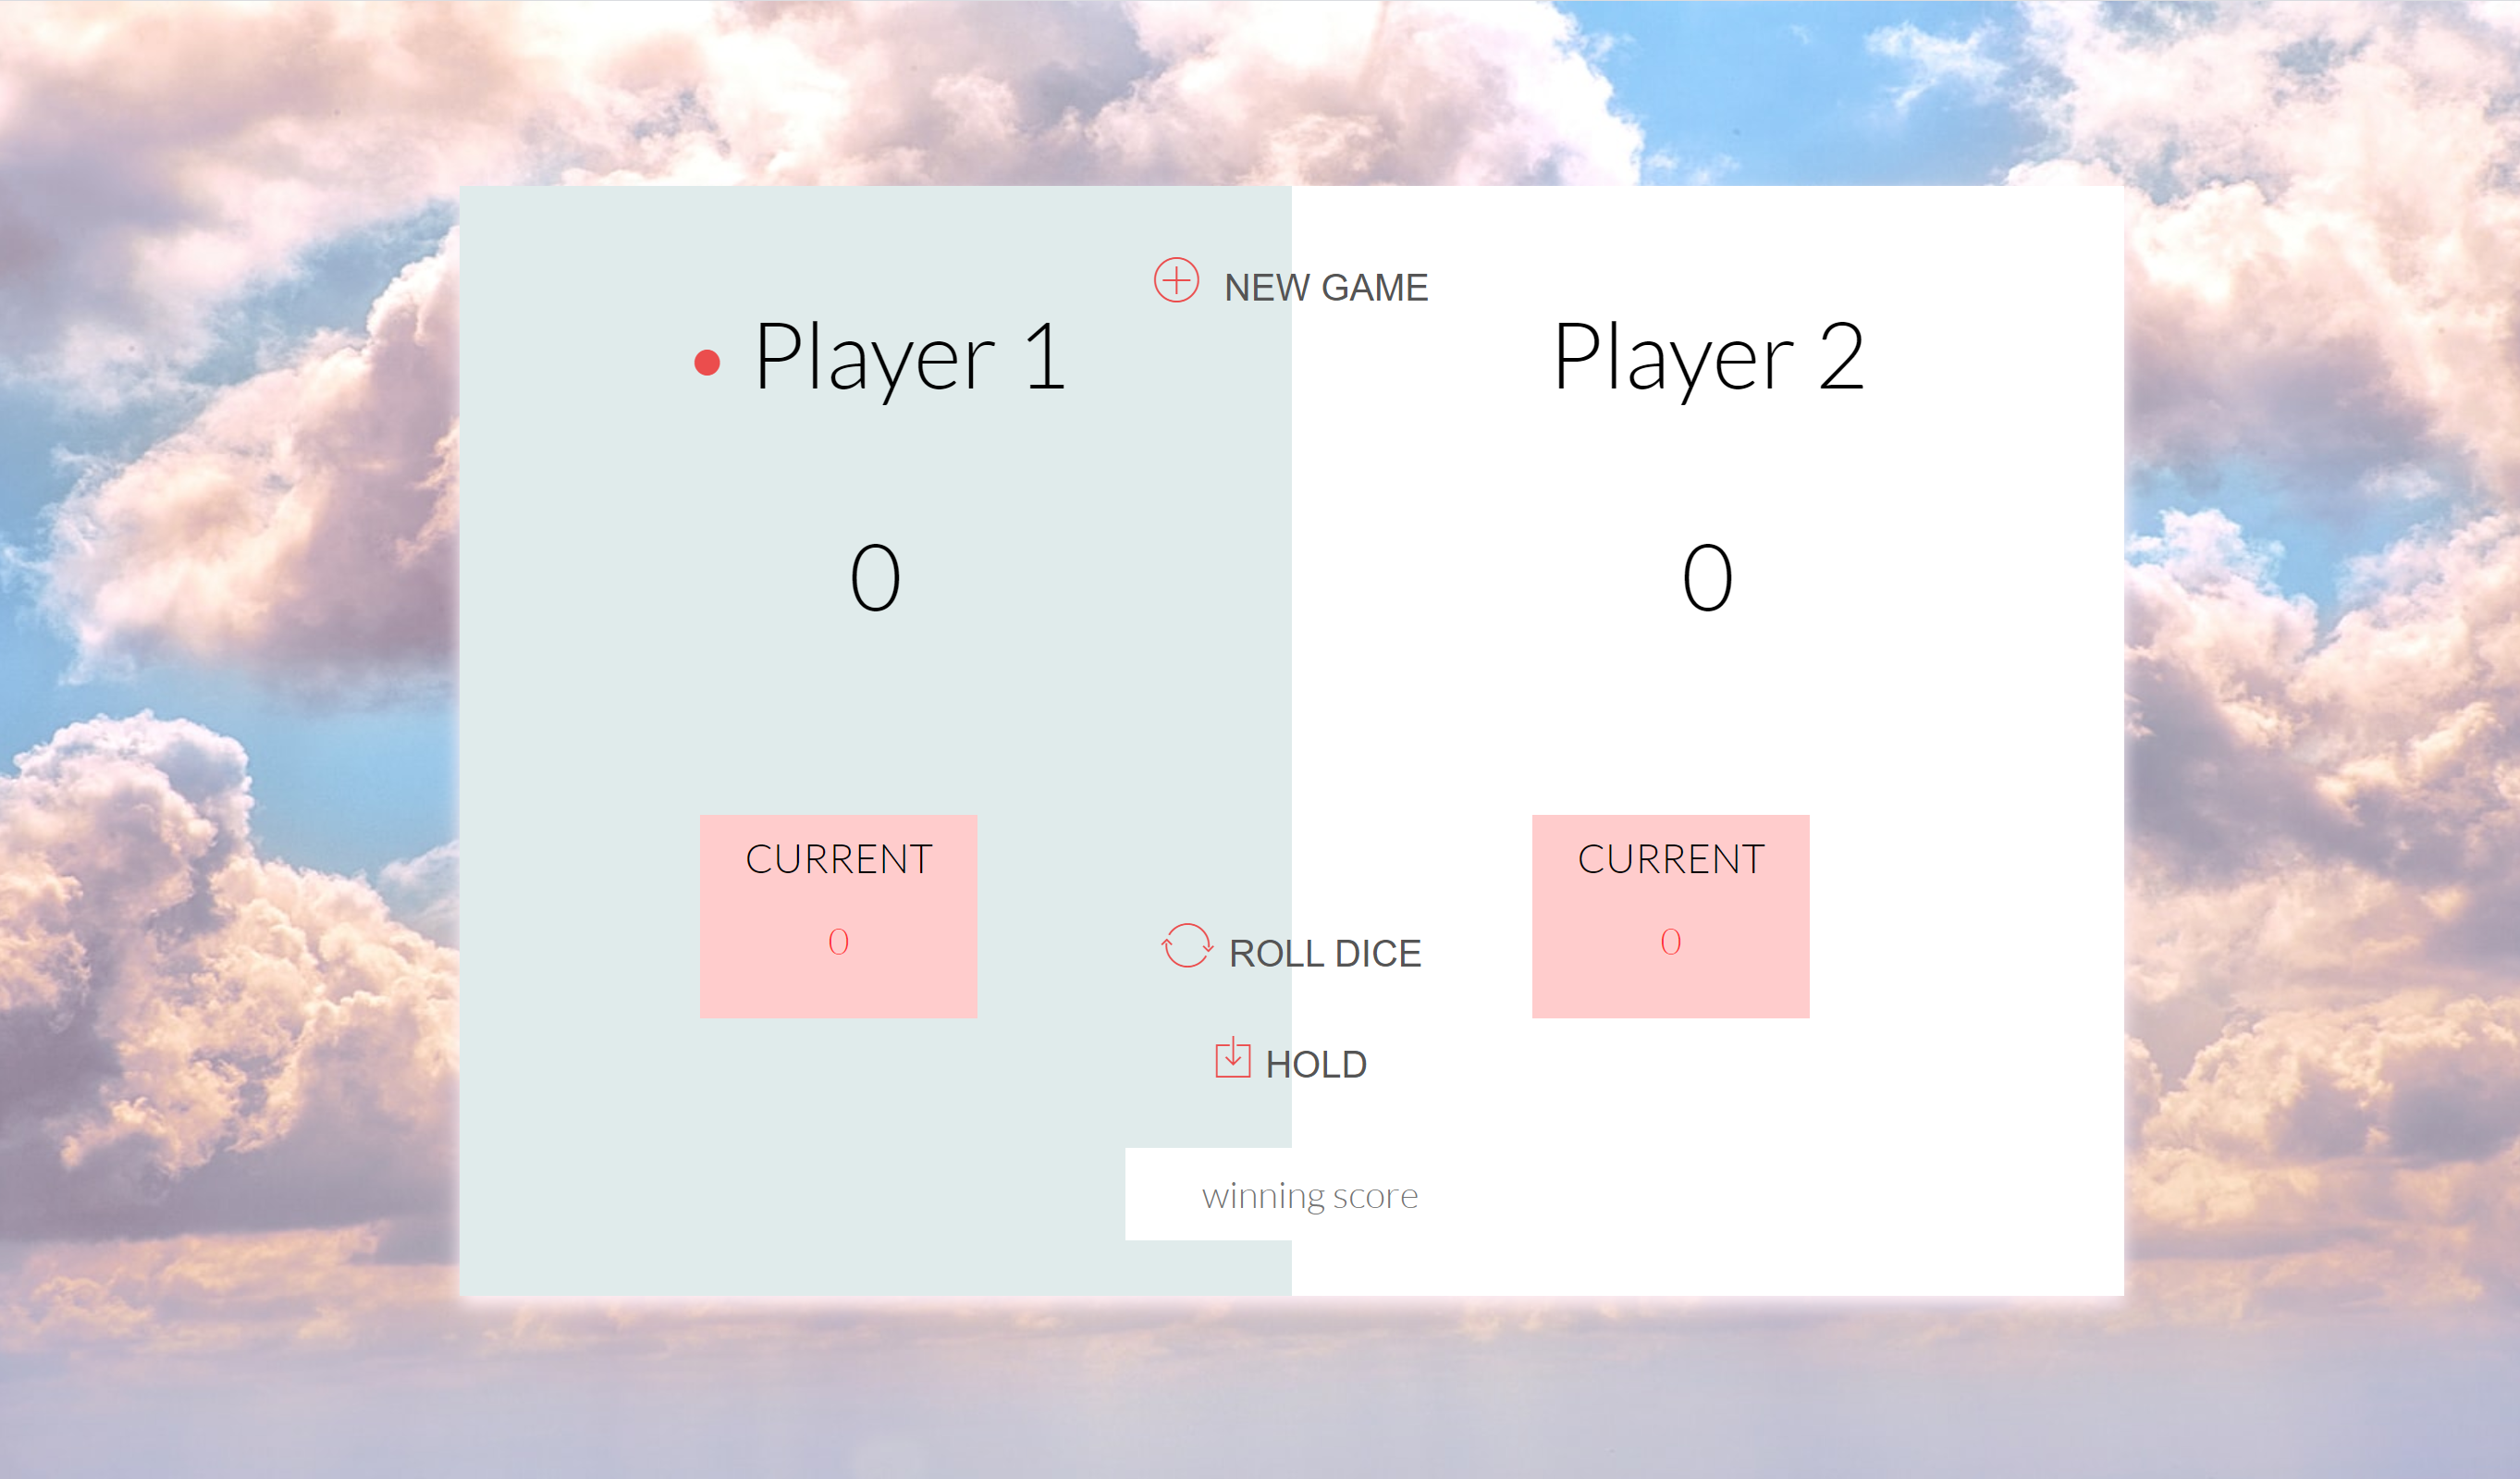 NEW GAME
Player 1
Player 2
0
0
CURRENT
0
CURRENT
0
ROLL DICE
HOLD
winning score